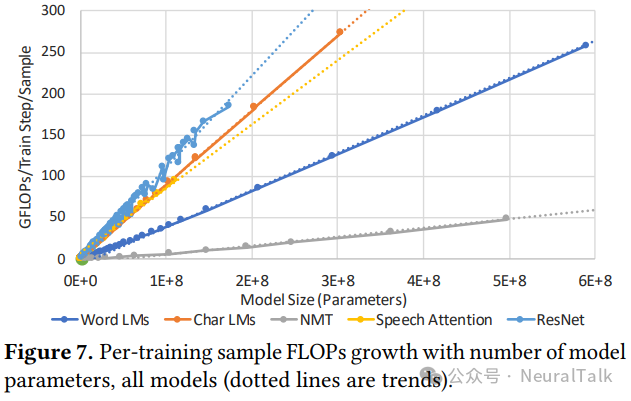 300
250
200
150
100
50
0
GFLOPs/Train Step/Sample
0E+0 1E+8 2E+8 3E+8 4E+8 5E+8 6E+8
Model Size (Parameters)
Word LMs Char LMs NMT Speech Attention ResNet
Figure 7. Per-training sample FLOPs growth with number of model
parameters, all models (dotted lines are trends).
公众号 · NeuralTalk